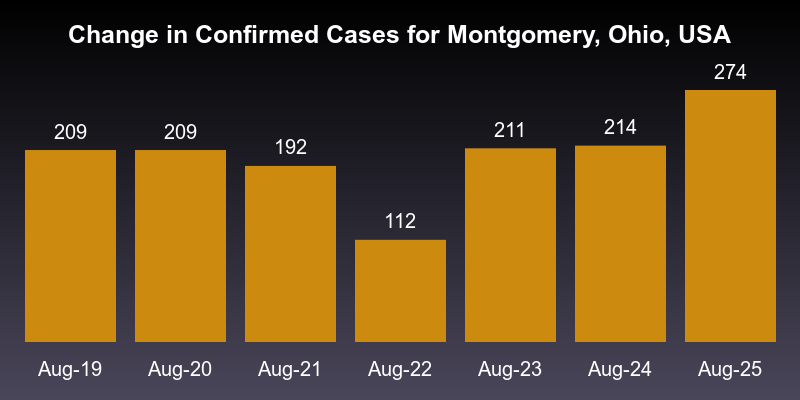 Change in Confirmed Cases for Montgomery, Ohio, USA
274
209 209 192 112 211 214
Aug-19 Aug-20 Aug-21 Aug-22 Aug-23 Aug-24 Aug-25